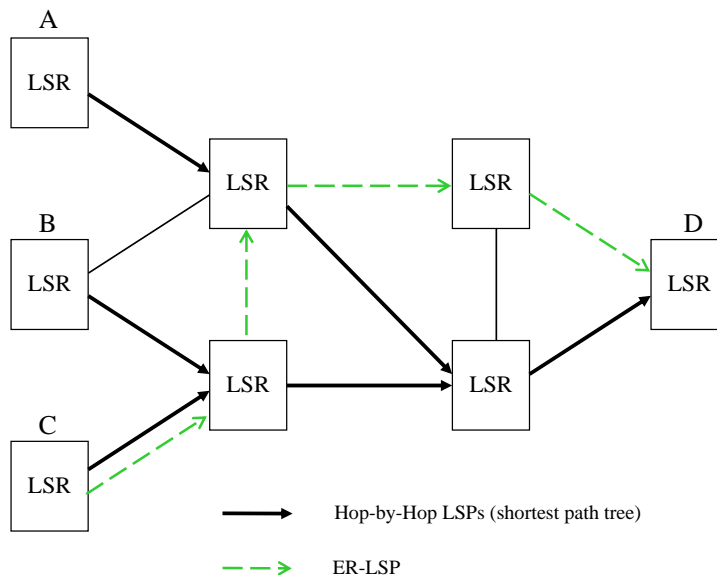 A
LSR
LSR
LSR
B
D
LSR
LSR
LSR
LSR
C
LSR
Hop-by-Hop LSPs (shortest path tree)
ER-LSP